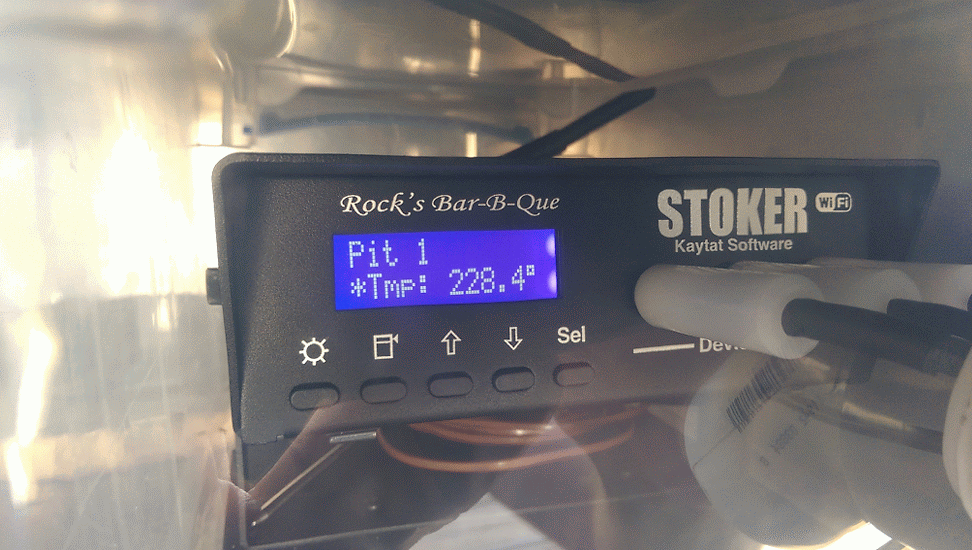 Rock's Bar-B-Que
STOKER WiFi
Kaytat Software
Pit 1
*Tmp: 228.4°
Sel